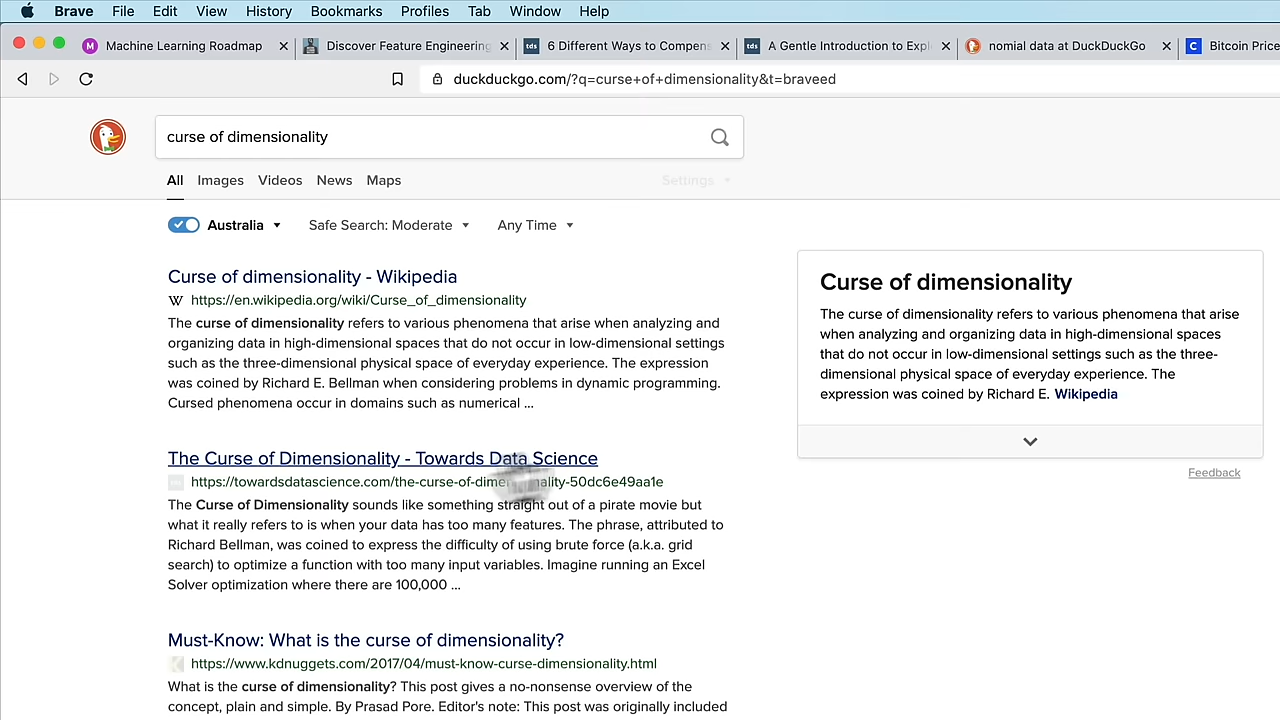 Brave File Edit View History Bookmarks Profiles Tab Window Help
M Machine Learning Roadmap Discover Feature Engineering tds 6 Different Ways to Compens tds A Gentle Introduction to Expl nomial data at DuckDuckGo C Bitcoin Price
duckduckgo.com/?q=curse+of+dimensionality&t=braveed
curse of dimensionality
All Images Videos News Maps Settings
Australia Safe Search: Moderate Any Time
Curse of dimensionality - Wikipedia
W https://en.wikipedia.org/wiki/Curse_of_dimensionality
The curse of dimensionality refers to various phenomena that arise when analyzing and
organizing data in high-dimensional spaces that do not occur in low-dimensional settings
such as the three-dimensional physical space of everyday experience. The expression
was coined by Richard E. Bellman when considering problems in dynamic programming.
Cursed phenomena occur in domains such as numerical ...
The Curse of Dimensionality - Towards Data Science
https://towardsdatascience.com/the-curse-of-dimensionality-50dc6e49aa1e
The Curse of Dimensionality sounds like something straight out of a pirate movie but
what it really refers to is when your data has too many features. The phrase, attributed to
Richard Bellman, was coined to express the difficulty of using brute force (a.k.a. grid
search) to optimize a function with too many input variables. Imagine running an Excel
Solver optimization where there are 100,000 ...
Must-Know: What is the curse of dimensionality?
https://www.kdnuggets.com/2017/04/must-know-curse-dimensionality.html
What is the curse of dimensionality? This post gives a no-nonsense overview of the
concept, plain and simple. By Prasad Pore. Editor's note: This post was originally included
Curse of dimensionality
The curse of dimensionality refers to various phenomena that arise
when analyzing and organizing data in high-dimensional spaces
that do not occur in low-dimensional settings such as the three-
dimensional physical space of everyday experience. The
expression was coined by Richard E. Wikipedia
Feedback